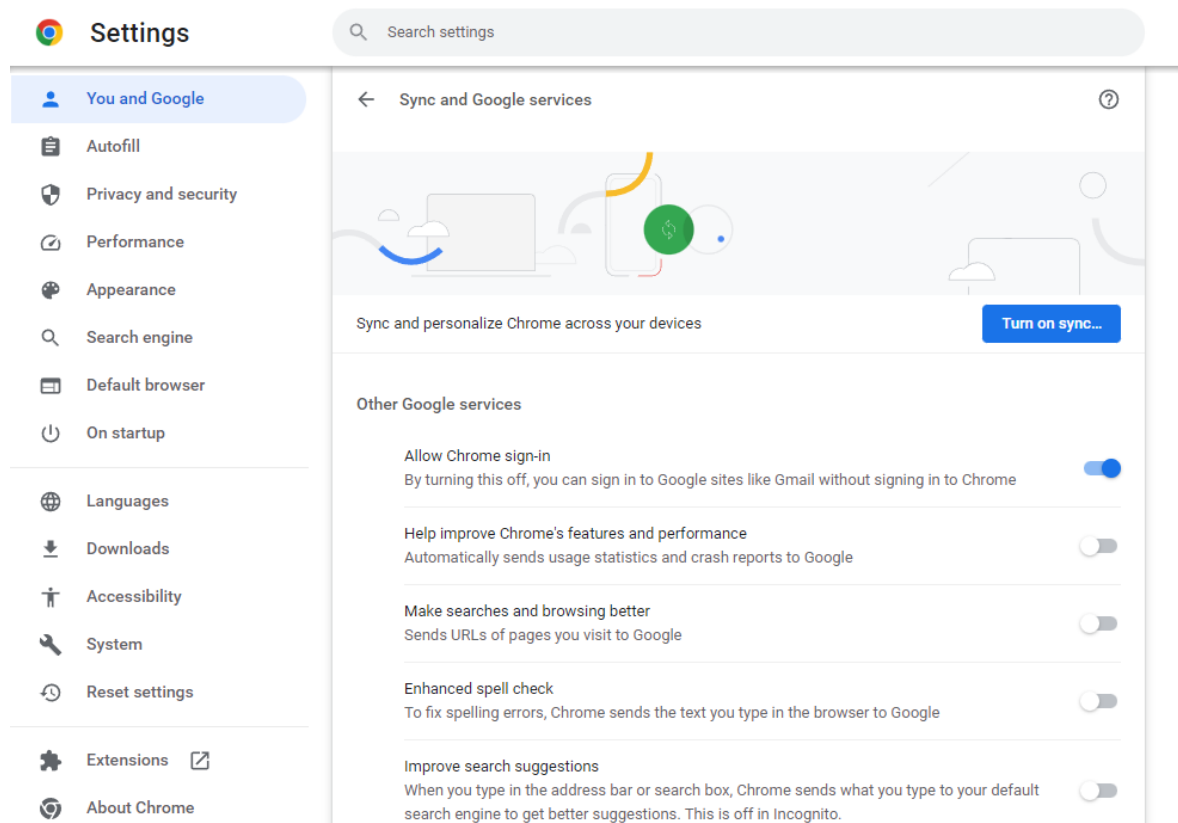 Settings
Search settings
You and Google
Autofill
Privacy and security
Performance
Appearance
Search engine
Default browser
On startup
Languages
Downloads
Accessibility
System
Reset settings
Extensions
About Chrome
Sync and Google services
Sync and personalize Chrome across your devices
Turn on sync...
Other Google services
Allow Chrome sign-in
By turning this off, you can sign in to Google sites like Gmail without signing in to Chrome
Help improve Chrome's features and performance
Automatically sends usage statistics and crash reports to Google
Make searches and browsing better
Sends URLs of pages you visit to Google
Enhanced spell check
To fix spelling errors, Chrome sends the text you type in the browser to Google
Improve search suggestions
When you type in the address bar or search box, Chrome sends what you type to your default
search engine to get better suggestions. This is off in Incognito.